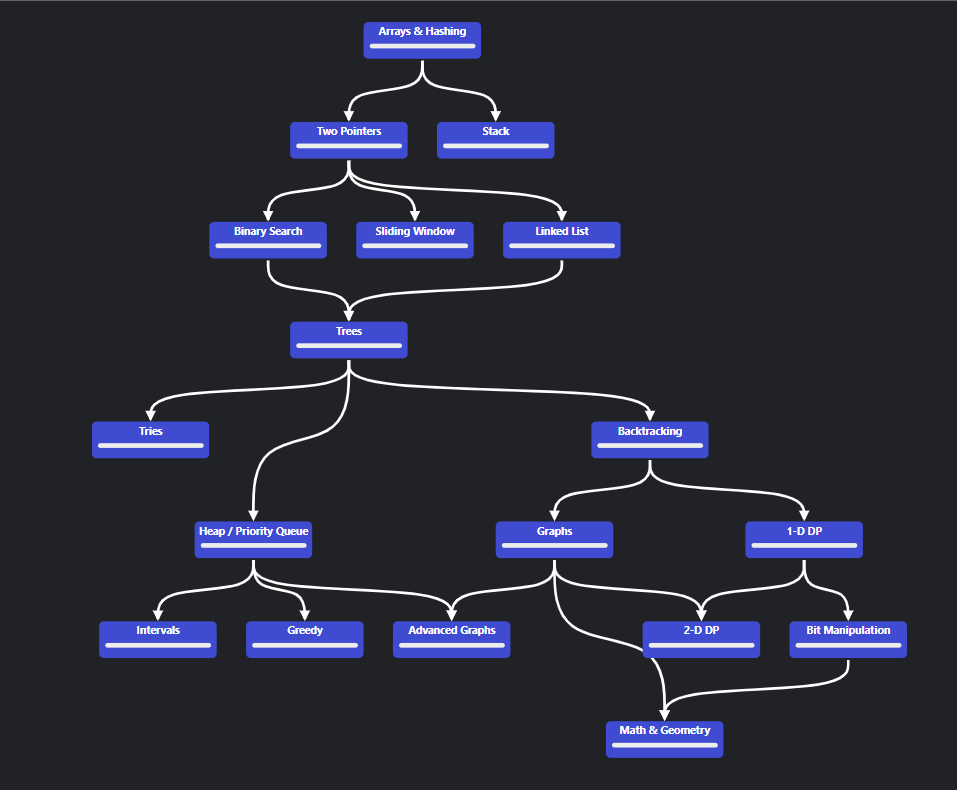 Arrays & Hashing
Two Pointers
Stack
Binary Search
Sliding Window
Linked List
Trees
Tries
Backtracking
Heap / Priority Queue
Graphs
1-D DP
Intervals
Greedy
Advanced Graphs
2-D DP
Bit Manipulation
Math & Geometry